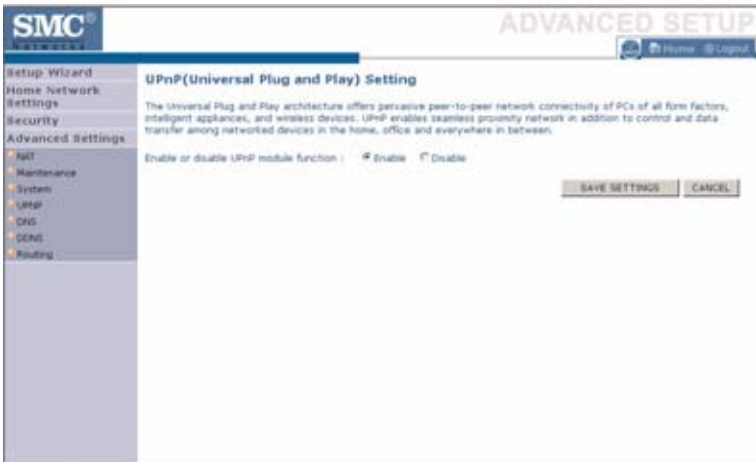 SMC®
Networks
ADVANCED SETUP
Home Logout
Setup Wizard
Home Network
Settings
Security
Advanced Settings
NAT
Maintenance
System
UPnP
DNS
DDNS
Routing
UPnP(Universal Plug and Play) Setting
The Universal Plug and Play architecture offers pervasive peer-to-peer network connectivity of PCs of all form factors,
intelligent appliances, and wireless devices. UPnP enables seamless proximity network in addition to control and data
transfer among networked devices in the home, office and everywhere in between.
Enable or disable UPnP module function : Enable Disable
SAVE SETTINGS CANCEL